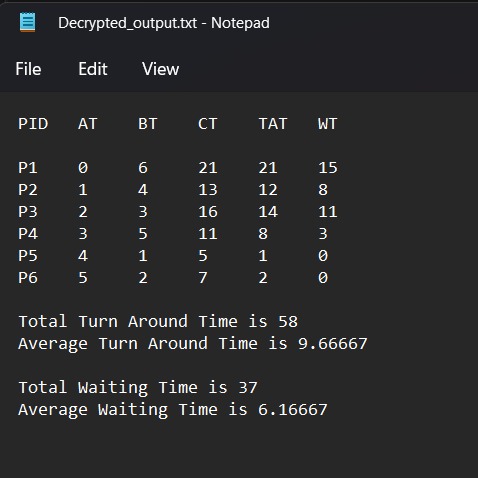 Decrypted_output.txt - Notepad
File Edit View
PID AT BT CT TAT WT
P1 0 6 21 21 15
P2 1 4 13 12 8
P3 2 3 16 14 11
P4 3 5 11 8 3
P5 4 1 5 1 0
P6 5 2 7 2 0
Total Turn Around Time is 58
Average Turn Around Time is 9.66667
Total Waiting Time is 37
Average Waiting Time is 6.16667